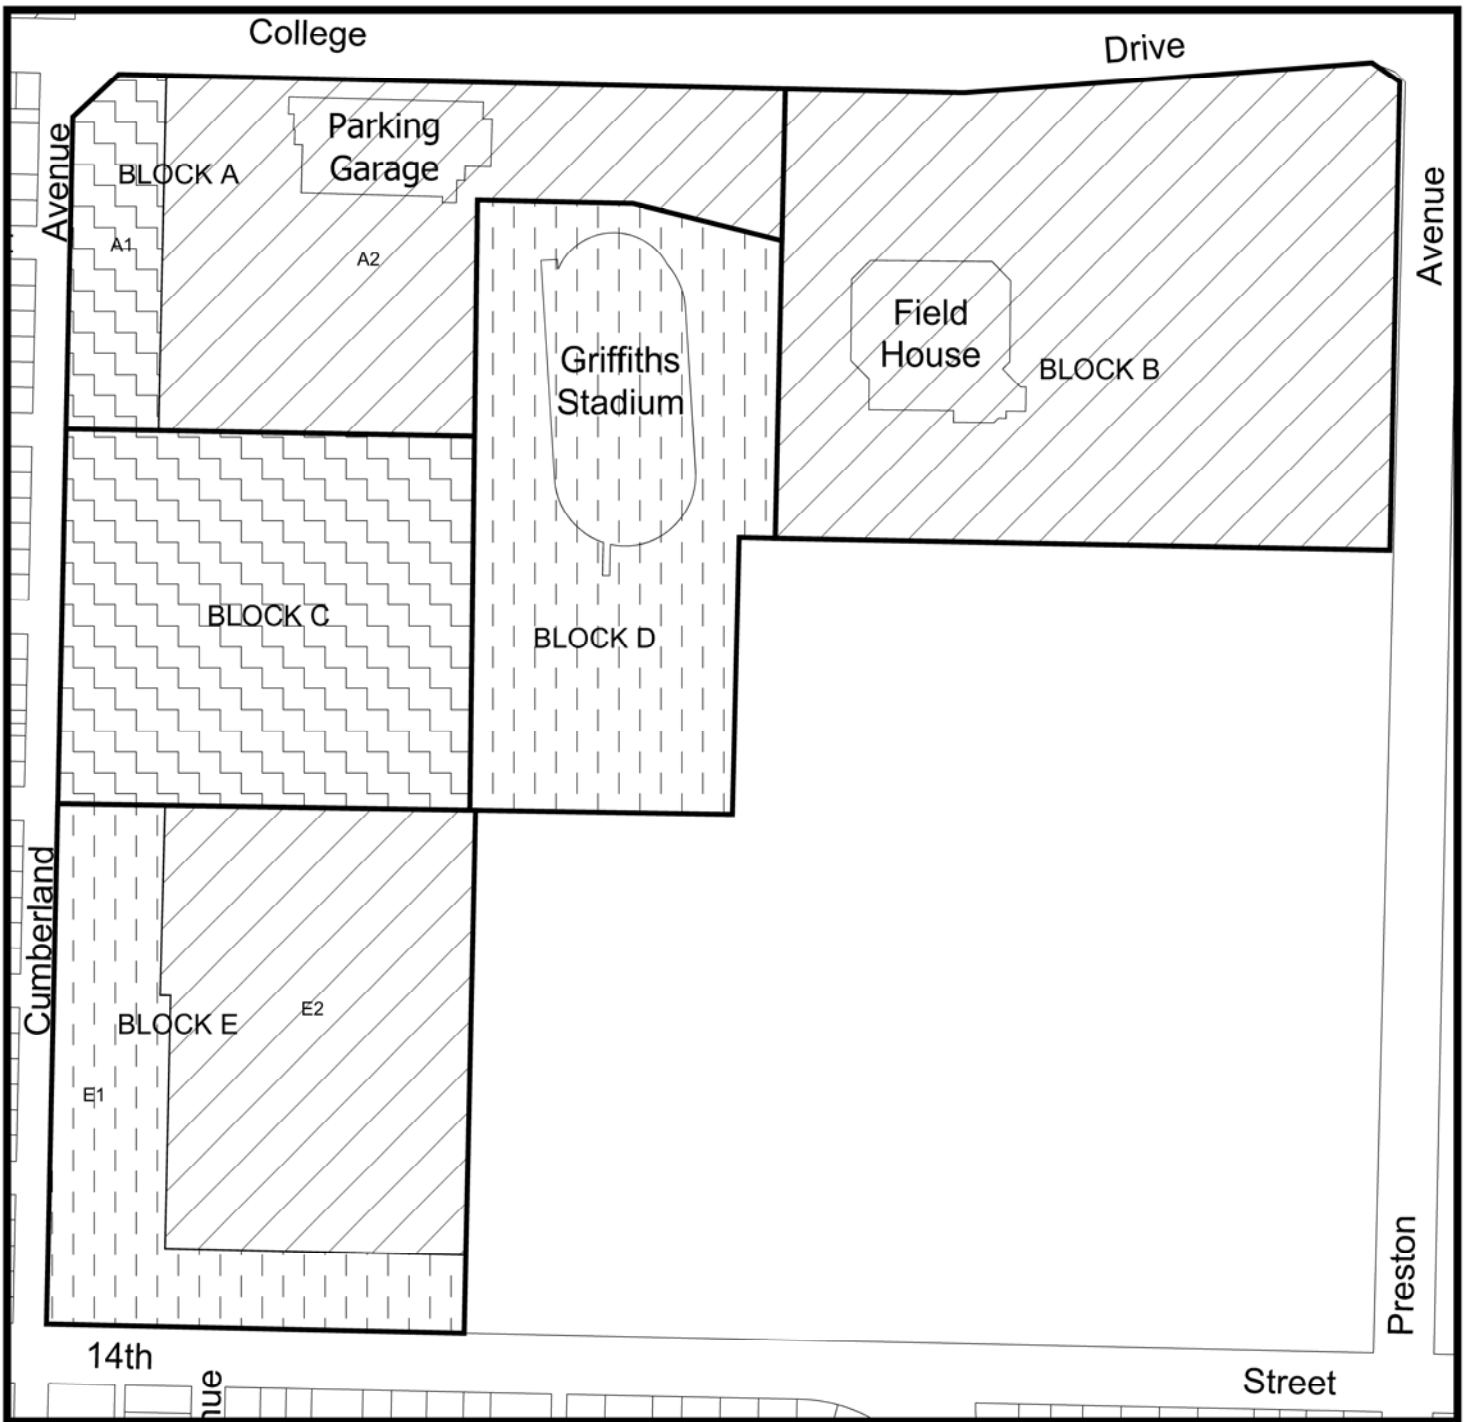 College
Drive
Parking
Garage
Avenue
BLOCK A
Avenue
A1
A2
Field
House
Griffiths
Stadium
BLOCK B
BLOCK C
BLOCK D
Cumberland
E2
BLOCK E
E1
Preston
14th
Street
nue